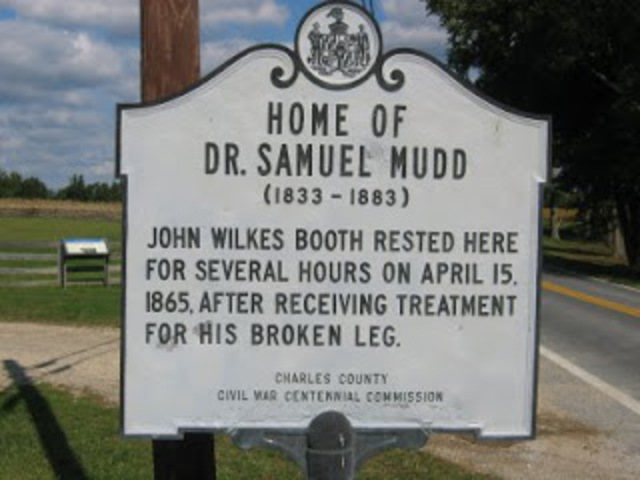 HOME OF
DR. SAMUEL MUDD
(1833 - 1883)
JOHN WILKES BOOTH RESTED HERE
FOR SEVERAL HOURS ON APRIL 15,
1865, AFTER RECEIVING TREATMENT
FOR HIS BROKEN LEG.
CHARLES COUNTY
CIVIL WAR CENTENNIAL COMMISSION